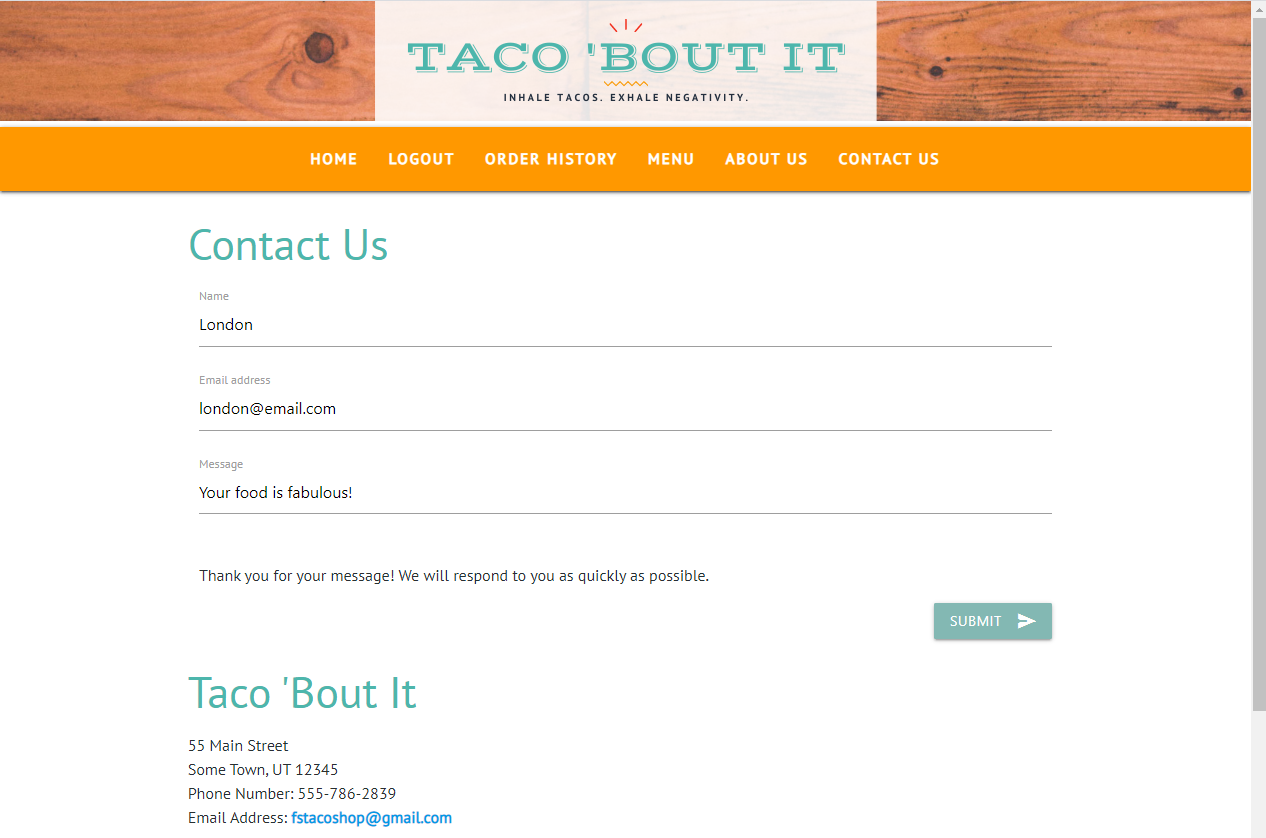 TACO 'BOUT IT
INHALE TACOS. EXHALE NEGATIVITY.
HOME LOGOUT ORDER HISTORY MENU ABOUT US CONTACT US
Contact Us
Name
London
Email address
london@email.com
Message
Your food is fabulous!
Thank you for your message! We will respond to you as quickly as possible.
SUBMIT
Taco 'Bout It
55 Main Street
Some Town, UT 12345
Phone Number: 555-786-2839
Email Address: fstacoshop@gmail.com